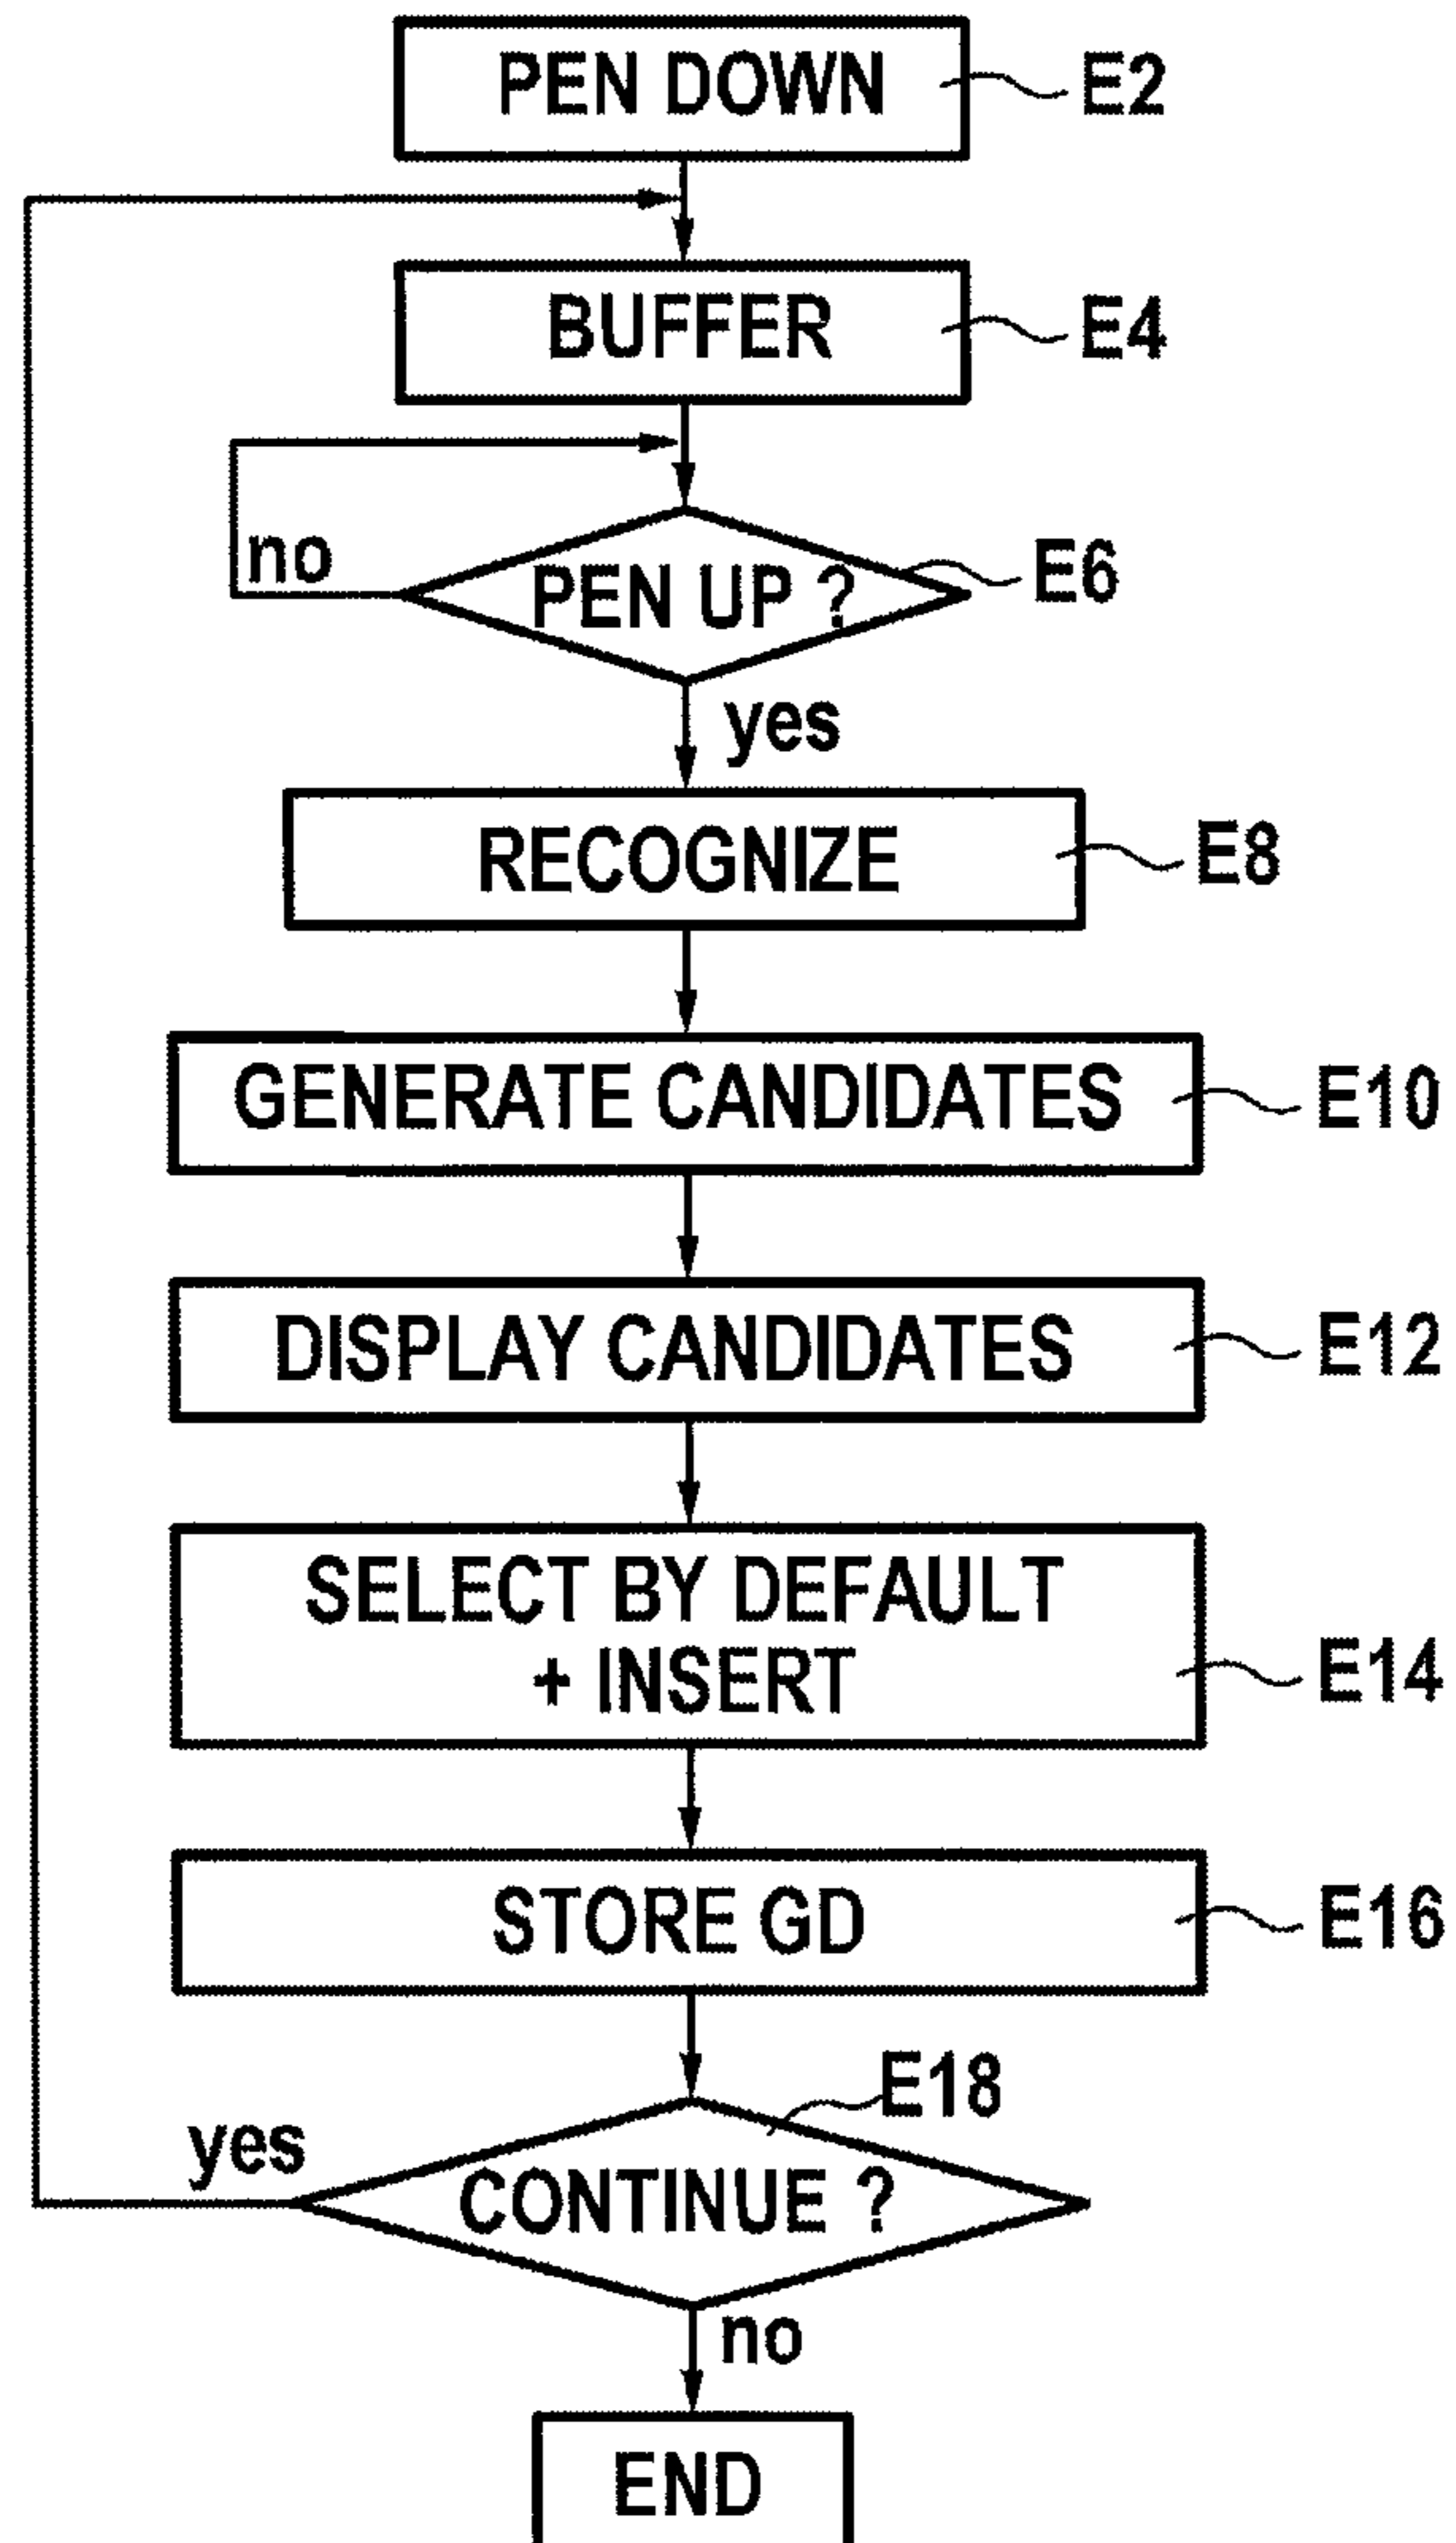 PEN DOWN E2
BUFFER E4
no
PEN UP ? E6
yes
RECOGNIZE E8
GENERATE CANDIDATES E10
DISPLAY CANDIDATES E12
SELECT BY DEFAULT
+ INSERT E14
STORE GD E16
E18
yes
CONTINUE ?
no
END